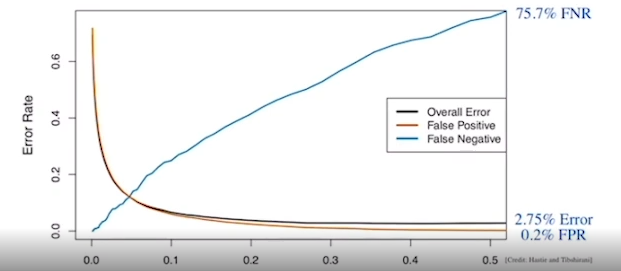 75.7% FNR
0.6
0.4
0.2
0.0
Error Rate
Overall Error
False Positive
False Negative
2.75% Error
0.2% FPR
0.0 0.1 0.2 0.3 0.4 0.5
[Credit: Hastie and Tibshirani]